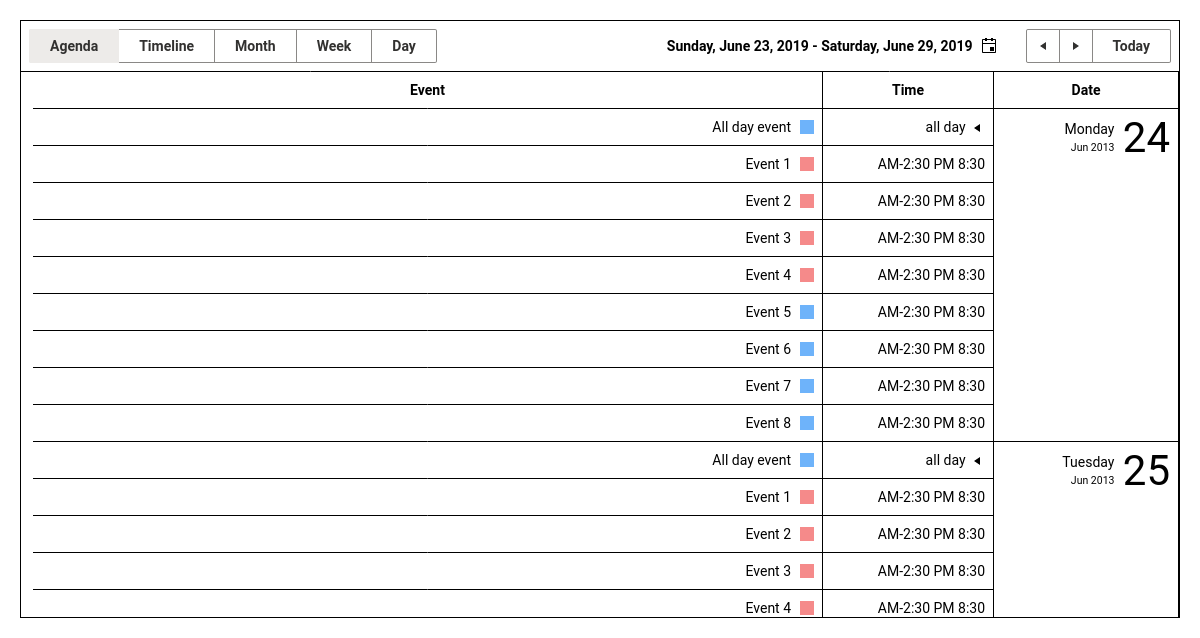 Agenda Timeline Month Week Day Sunday, June 23, 2019 - Saturday, June 29, 2019 Today
Event Time Date
All day event all day Monday 24
Jun 2013
Event 1 AM-2:30 PM 8:30
Event 2 AM-2:30 PM 8:30
Event 3 AM-2:30 PM 8:30
Event 4 AM-2:30 PM 8:30
Event 5 AM-2:30 PM 8:30
Event 6 AM-2:30 PM 8:30
Event 7 AM-2:30 PM 8:30
Event 8 AM-2:30 PM 8:30
All day event all day Tuesday 25
Jun 2013
Event 1 AM-2:30 PM 8:30
Event 2 AM-2:30 PM 8:30
Event 3 AM-2:30 PM 8:30
Event 4 AM-2:30 PM 8:30